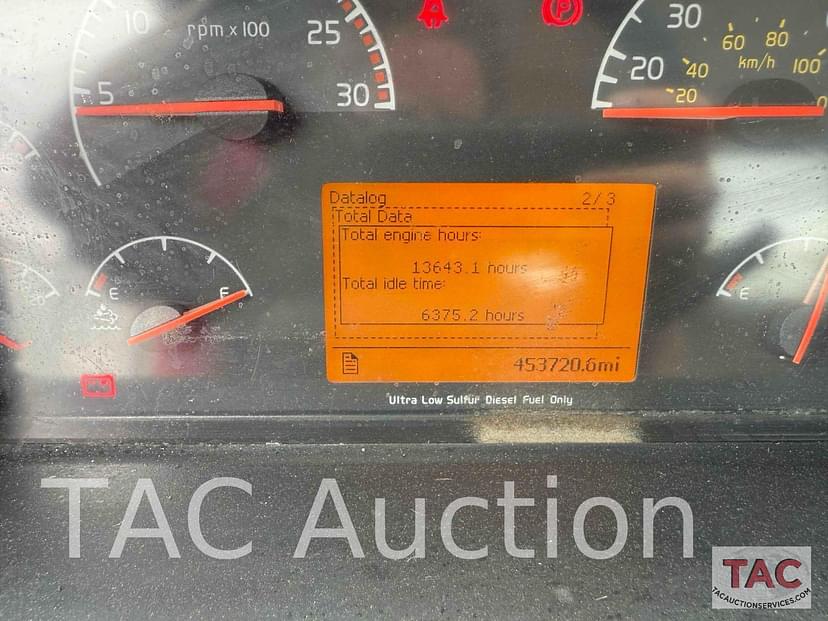 10
rpm x 100
25
5
30
30
20
60
80
km/h
40
100
20
0
Datalog 2/3
Total Data
Total engine hours:
13643.1 hours
Total idle time:
6375.2 hours
453720.6mi
E
F
E
Ultra Low Sulfur Diesel Fuel Only
TAC Auction
TAC
TACAUCTIONSERVICES.COM